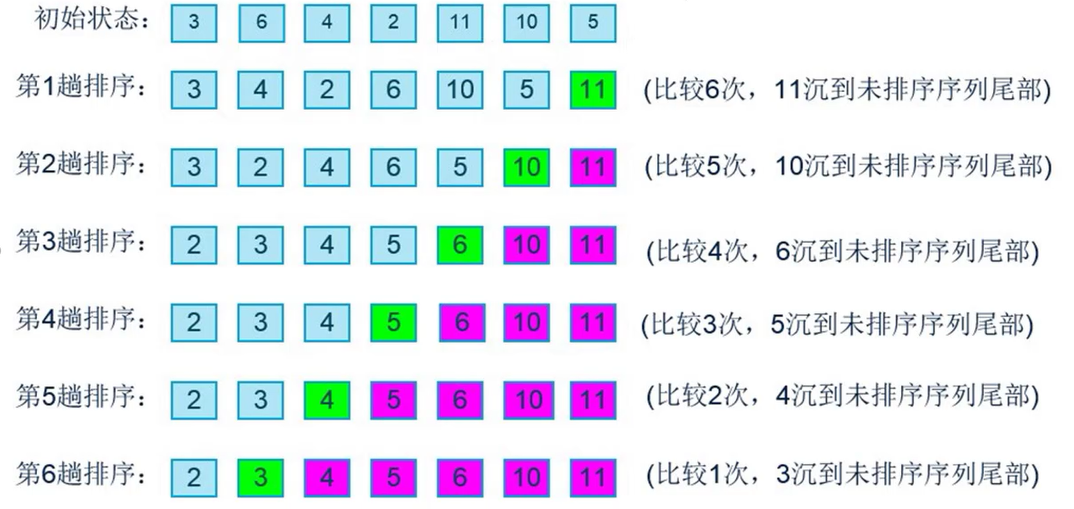 初始状态： 3 6 4 2 11 10 5
第1趟排序： 3 4 2 6 10 5 11 (比较6次，11沉到未排序序列尾部)
第2趟排序： 3 2 4 6 5 10 11 (比较5次，10沉到未排序序列尾部)
第3趟排序： 2 3 4 5 6 10 11 (比较4次，6沉到未排序序列尾部)
第4趟排序： 2 3 4 5 6 10 11 (比较3次，5沉到未排序序列尾部)
第5趟排序： 2 3 4 5 6 10 11 (比较2次，4沉到未排序序列尾部)
第6趟排序： 2 3 4 5 6 10 11 (比较1次，3沉到未排序序列尾部)